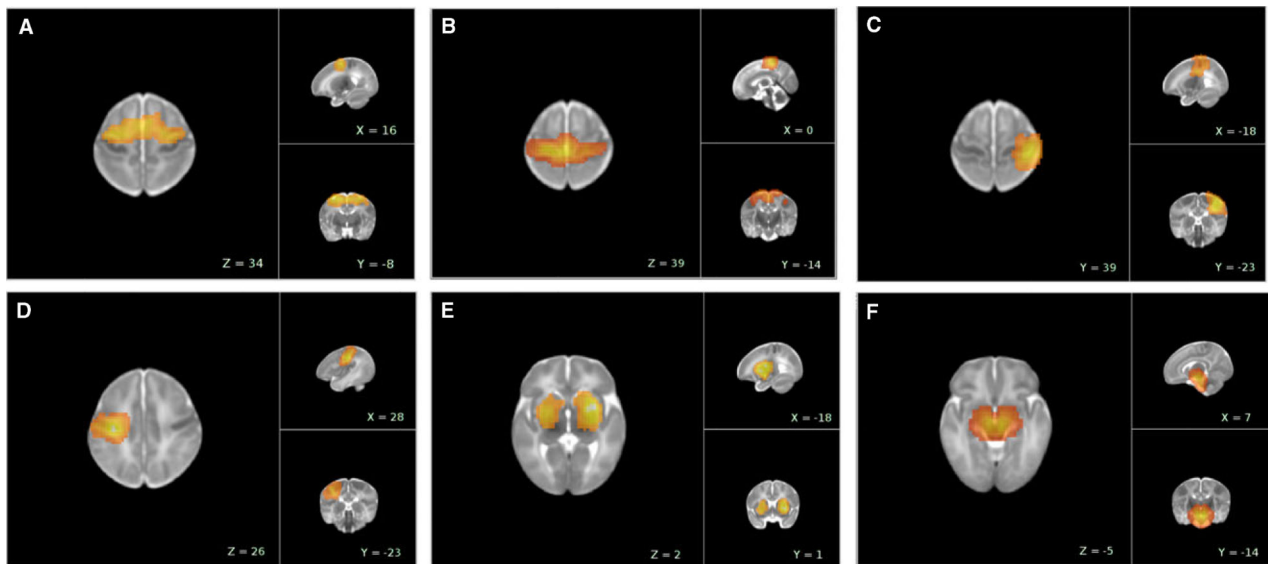 A
X = 16
Z = 34
Y = -8
B
X = 0
Z = 39
Y = -14
C
X = -18
Y = 39
Y = -23
D
X = 28
Z = 26
Y = -23
E
X = -18
Z = 2
Y = 1
F
X = 7
Z = -5
Y = -14